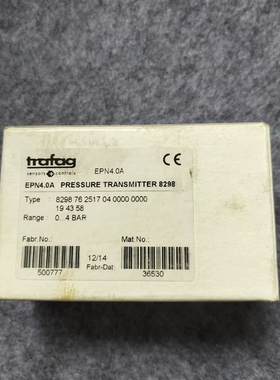 trafag
sensors controls
EPN4.0A
CE
EPN4.0A PRESSURE TRANSMITTER 8298
Type : 8298 76 2517 04 0000 0000
19 43 58
Range : 0...4 BAR
Fabr.No.: Mat.No.:
12/14
500777 Fabr-Dat: 36530